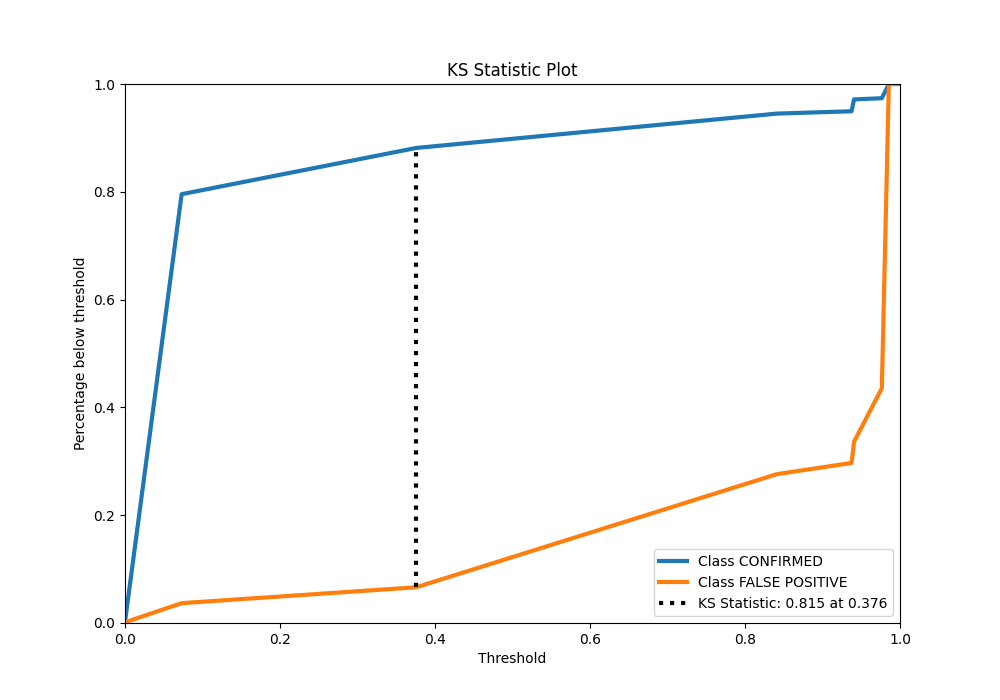 KS Statistic Plot
1.0
0.8
0.6
0.4
0.2
0.0
Percentage below threshold
0.0 0.2 0.4 0.6 0.8 1.0
Threshold
Class CONFIRMED
Class FALSE POSITIVE
KS Statistic: 0.815 at 0.376